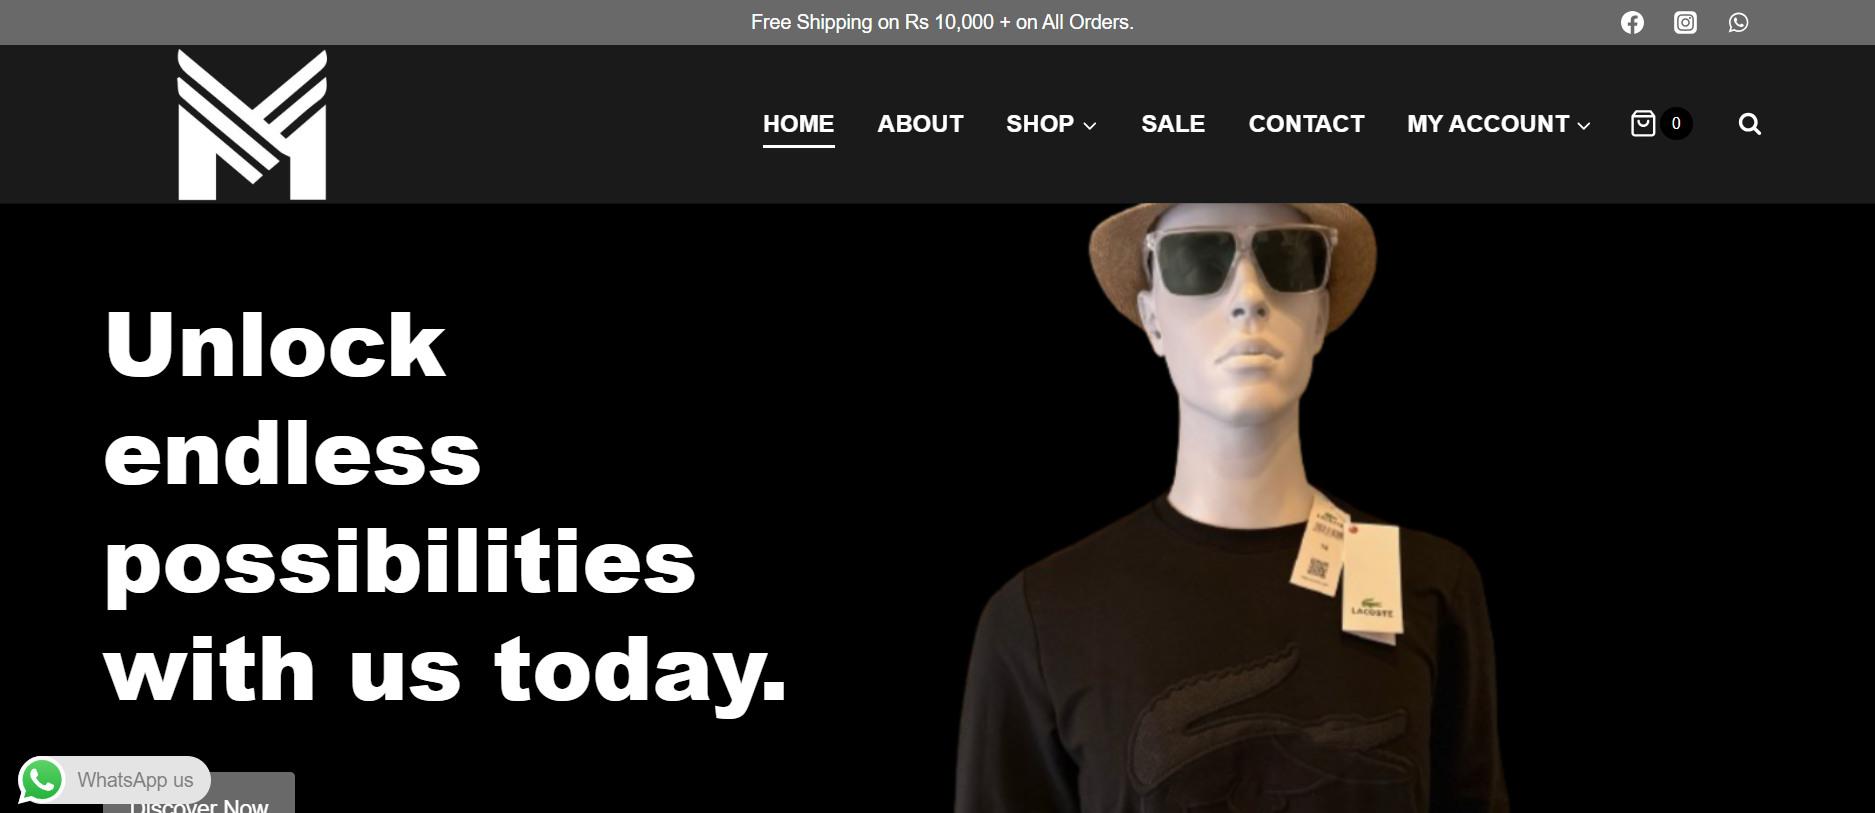 Free Shipping on Rs 10,000 + on All Orders.
HOME ABOUT SHOP SALE CONTACT MY ACCOUNT 0
Unlock
endless
possibilities
with us today.
LACOSTE
WhatsApp us
Discover Now